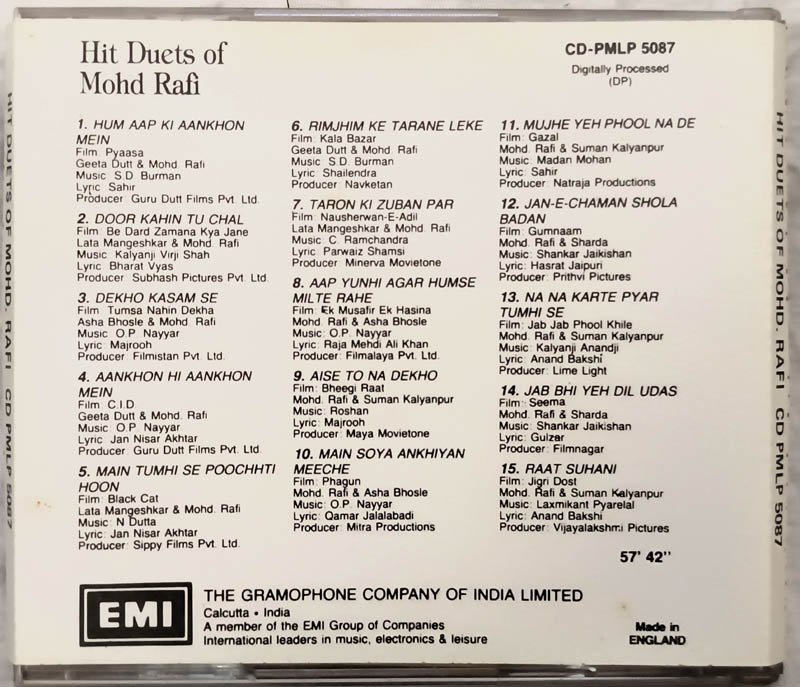 Hit Duets of
Mohd Rafi
CD-PMLP 5087
Digitally Processed
(DP)
1. HUM AAP KI AANKHON
MEIN
Film: Pyaasa
Geeta Dutt & Mohd. Rafi
Music: S.D. Burman
Lyric: Sahir
Producer: Guru Dutt Films Pvt. Ltd.
2. DOOR KAHIN TU CHAL
Film: Be Dard Zamana Kya Jane
Lata Mangeshkar & Mohd. Rafi
Music: Kalyanji Virji Shah
Lyric: Bharat Vyas
Producer: Subhash Pictures Pvt. Ltd.
3. DEKHO KASAM SE
Film: Tumsa Nahin Dekha
Asha Bhosle & Mohd. Rafi
Music: O.P. Nayyar
Lyric: Majrooh
Producer: Filmistan Pvt. Ltd.
4. AANKHON HI AANKHON
MEIN
Film: C.I.D
Geeta Dutt & Mohd. Rafi
Music: O.P. Nayyar
Lyric: Jan Nisar Akhtar
Producer: Guru Dutt Films Pvt. Ltd.
5. MAIN TUMHI SE POOCHHTI
HOON
Film: Black Cat
Lata Mangeshkar & Mohd. Rafi
Music: N Dutta
Lyric: Jan Nisar Akhtar
Producer: Sippy Films Pvt. Ltd.
6. RIMJHIM KE TARANE LEKE
Film: Kala Bazar
Geeta Dutt & Mohd. Rafi
Music: S.D. Burman
Lyric: Shailendra
Producer: Navketan
7. TARON KI ZUBAN PAR
Film: Nausherwan-E-Adil
Lata Mangeshkar & Mohd. Rafi
Music: C. Ramchandra
Lyric: Parwaiz Shamsi
Producer: Minerva Movietone
8. AAP YUNHI AGAR HUMSE
MILTE RAHE
Film: Ek Musafir Ek Hasina
Mohd. Rafi & Asha Bhosle
Music: O.P. Nayyar
Lyric: Raja Mehdi Ali Khan
Producer: Filmalaya Pvt. Ltd.
9. AISE TO NA DEKHO
Film: Bheegi Raat
Mohd. Rafi & Suman Kalyanpur
Music: Roshan
Lyric: Majrooh
Producer: Maya Movietone
10. MAIN SOYA ANKHIYAN
MEECHE
Film: Phagun
Mohd. Rafi & Asha Bhosle
Music: O.P. Nayyar
Lyric: Qamar Jalalabadi
Producer: Mitra Productions
11. MUJHE YEH PHOOL NA DE
Film: Gazal
Mohd. Rafi & Suman Kalyanpur
Music: Madan Mohan
Lyric: Sahir
Producer: Natraja Productions
12. JAN-E-CHAMAN SHOLA
BADAN
Film: Gumnaam
Mohd. Rafi & Sharda
Music: Shankar Jaikishan
Lyric: Hasrat Jaipuri
Producer: Prithvi Pictures
13. NA NA KARTE PYAR
TUMHI SE
Film: Jab Jab Phool Khile
Mohd. Rafi & Suman Kalyanpur
Music: Kalyanji Anandji
Lyric: Anand Bakshi
Producer: Lime Light
14. JAB BHI YEH DIL UDAS
Film: Seema
Mohd. Rafi & Sharda
Music: Shankar Jaikishan
Lyric: Gulzar
Producer: Filmnagar
15. RAAT SUHANI
Film: Jigri Dost
Mohd. Rafi & Suman Kalyanpur
Music: Laxmikant Pyarelal
Lyric: Anand Bakshi
Producer: Vijayalakshmi Pictures
57' 42"
EMI
THE GRAMOPHONE COMPANY OF INDIA LIMITED
Calcutta • India
A member of the EMI Group of Companies
International leaders in music, electronics & leisure
Made in
ENGLAND
HIT DUETS OF MOHD. RAFI CD PMLP 5087
HIT DUETS OF MOHD. RAFI CD PMLP 5087